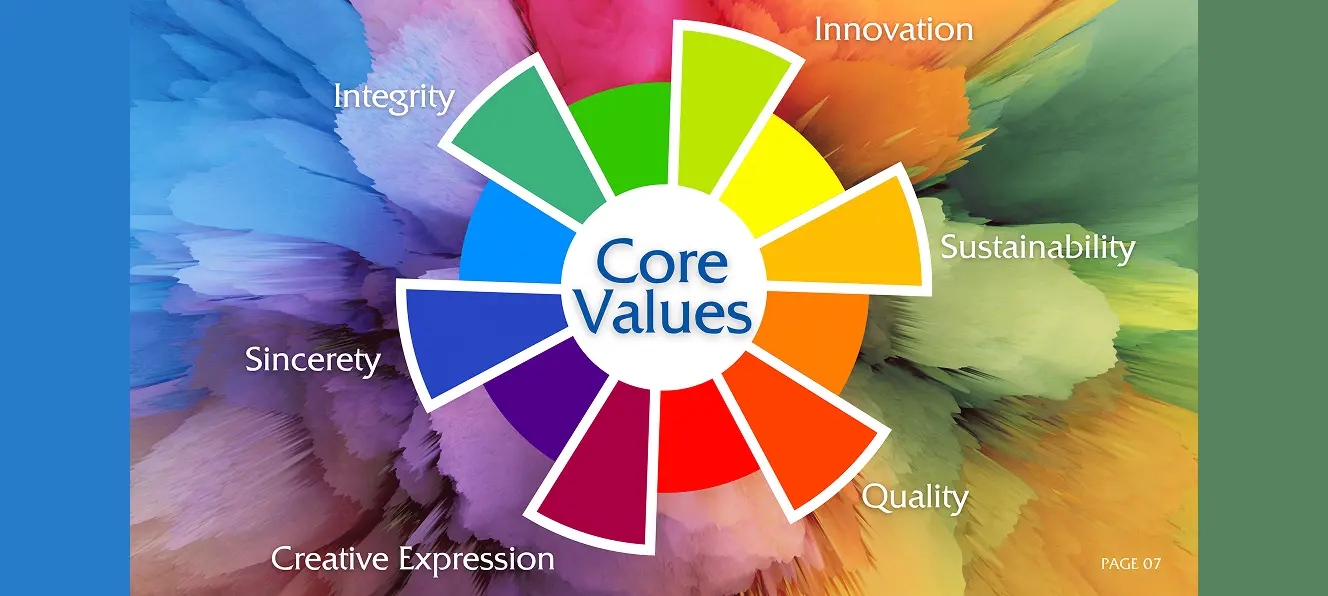 Innovation
Integrity
Sustainability
Core
Values
Sincerety
Quality
Creative Expression
PAGE 07